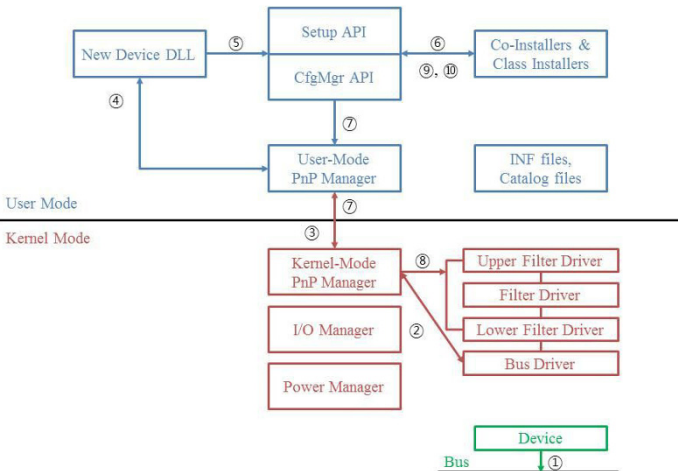 Setup API
New Device DLL
⑤
⑥
Co-Installers &
Class Installers
CfgMgr API
⑨, ⑩
④
⑦
User-Mode
PnP Manager
INF files,
Catalog files
User Mode
⑦
Kernel Mode
③
Kernel-Mode
PnP Manager
⑧
Upper Filter Driver
Filter Driver
I/O Manager
②
Lower Filter Driver
Bus Driver
Power Manager
Device
Bus
①